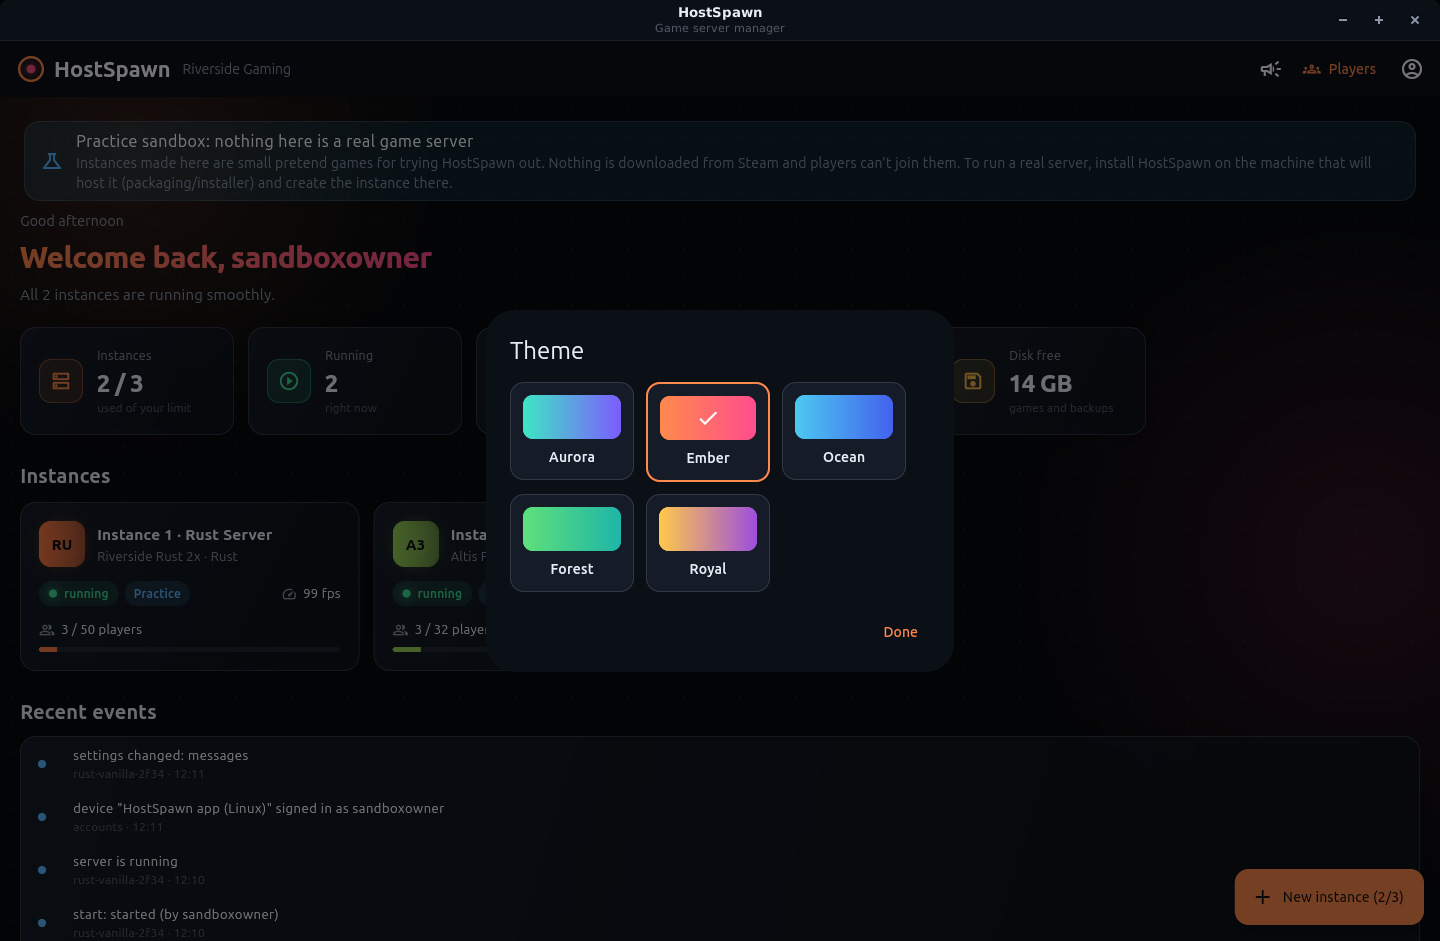 HostSpawn
Game server manager
HostSpawn
Riverside Gaming
Players
Practice sandbox: nothing here is a real game server
Instances made here are small pretend games for trying HostSpawn out. Nothing is downloaded from Steam and players can't join them. To run a real server, install HostSpawn on the machine that will
host it (packaging/installer) and create the instance there.
Good afternoon
Welcome back, sandboxowner
All 2 instances are running smoothly.
Instances
2 / 3
used of your limit
Running
2
right now
Disk free
14 GB
games and backups
Theme
Aurora
Ember
Ocean
Forest
Royal
Done
Instances
RU
Instance 1 · Rust Server
Riverside Rust 2x · Rust
running
Practice
99 fps
3 / 50 players
A3
Altis
running
3 / 32
Recent events
settings changed: messages
rust-vanilla-2f34 · 12:11
device "HostSpawn app (Linux)" signed in as sandboxowner
accounts · 12:11
server is running
rust-vanilla-2f34 · 12:10
start: started (by sandboxowner)
rust-vanilla-2f34 · 12:10
New instance (2/3)